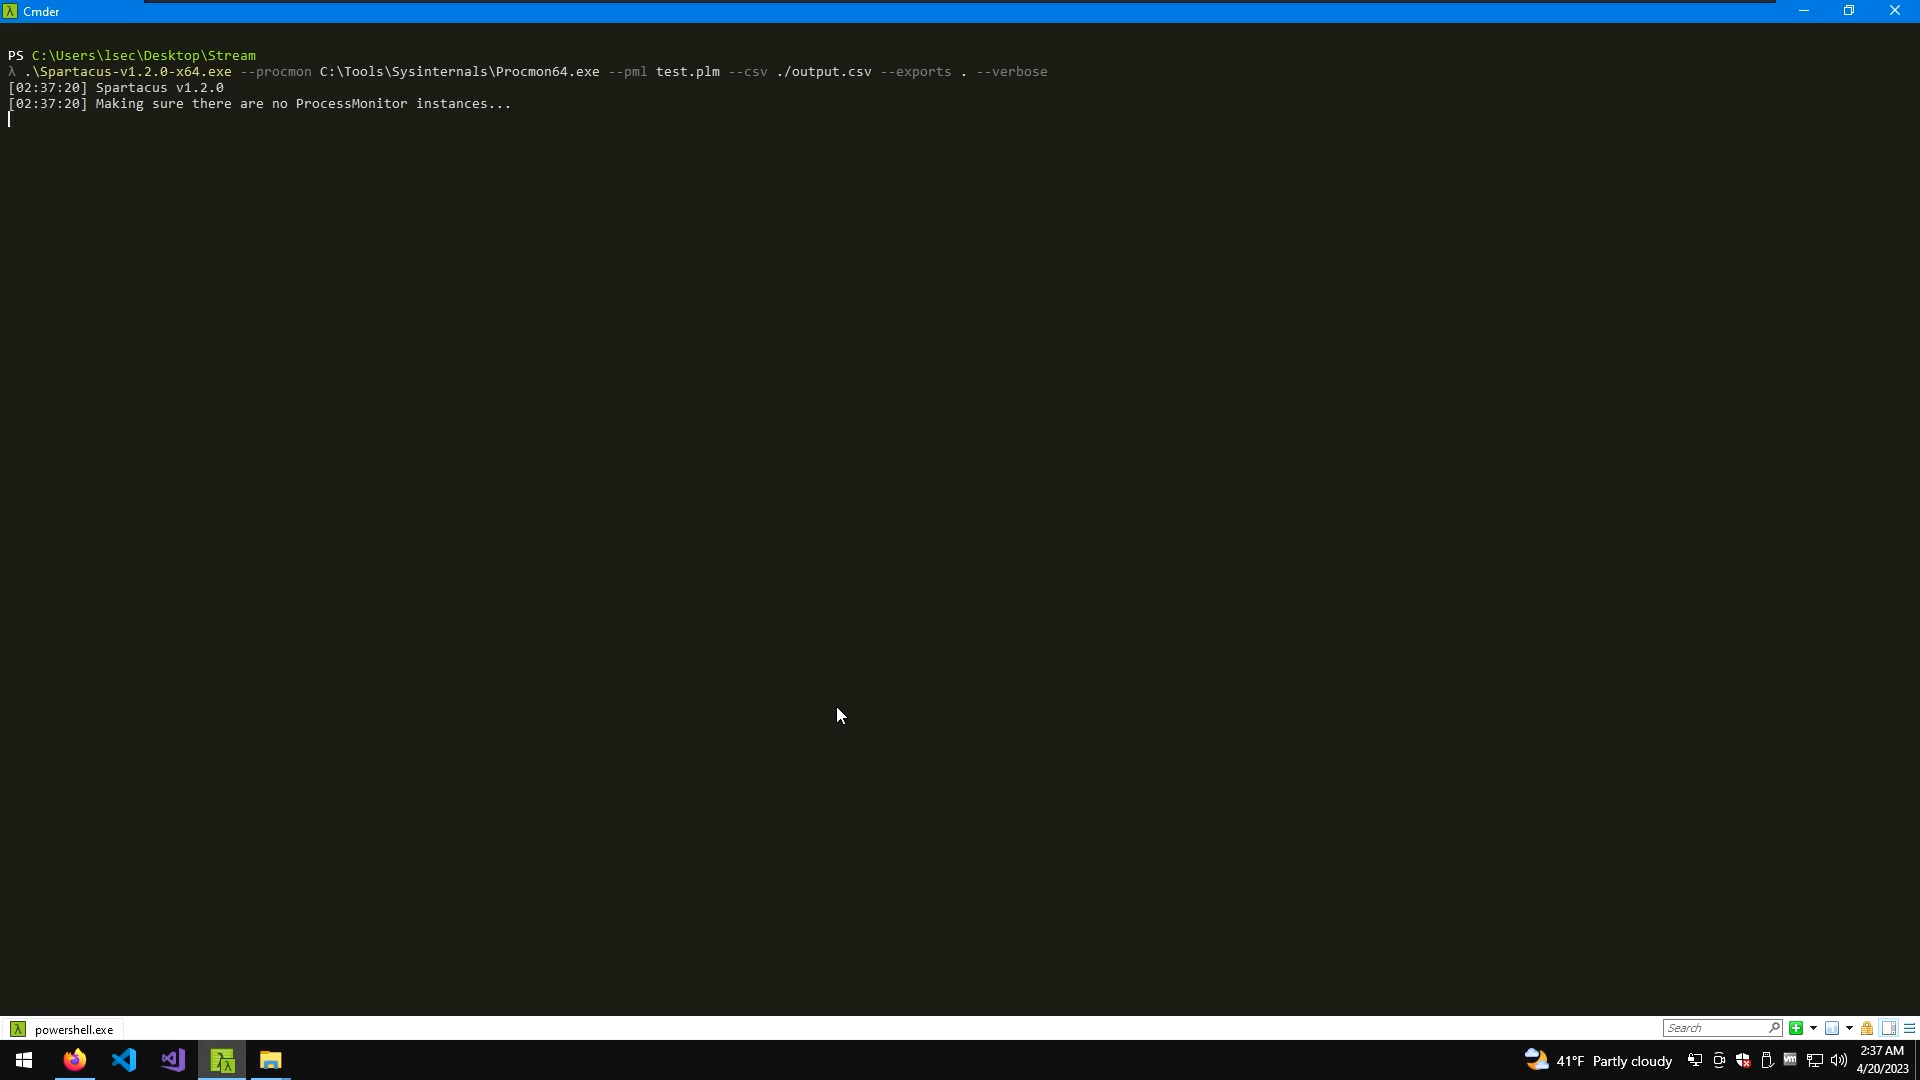 Cmder
PS C:\Users\lsec\Desktop\Stream
λ .\Spartacus-v1.2.0-x64.exe --procmon C:\Tools\Sysinternals\Procmon64.exe --pml test.plm --csv ./output.csv --exports . --verbose
[02:37:20] Spartacus v1.2.0
[02:37:20] Making sure there are no ProcessMonitor instances...
powershell.exe
Search
41°F Partly cloudy
2:37 AM
4/20/2023